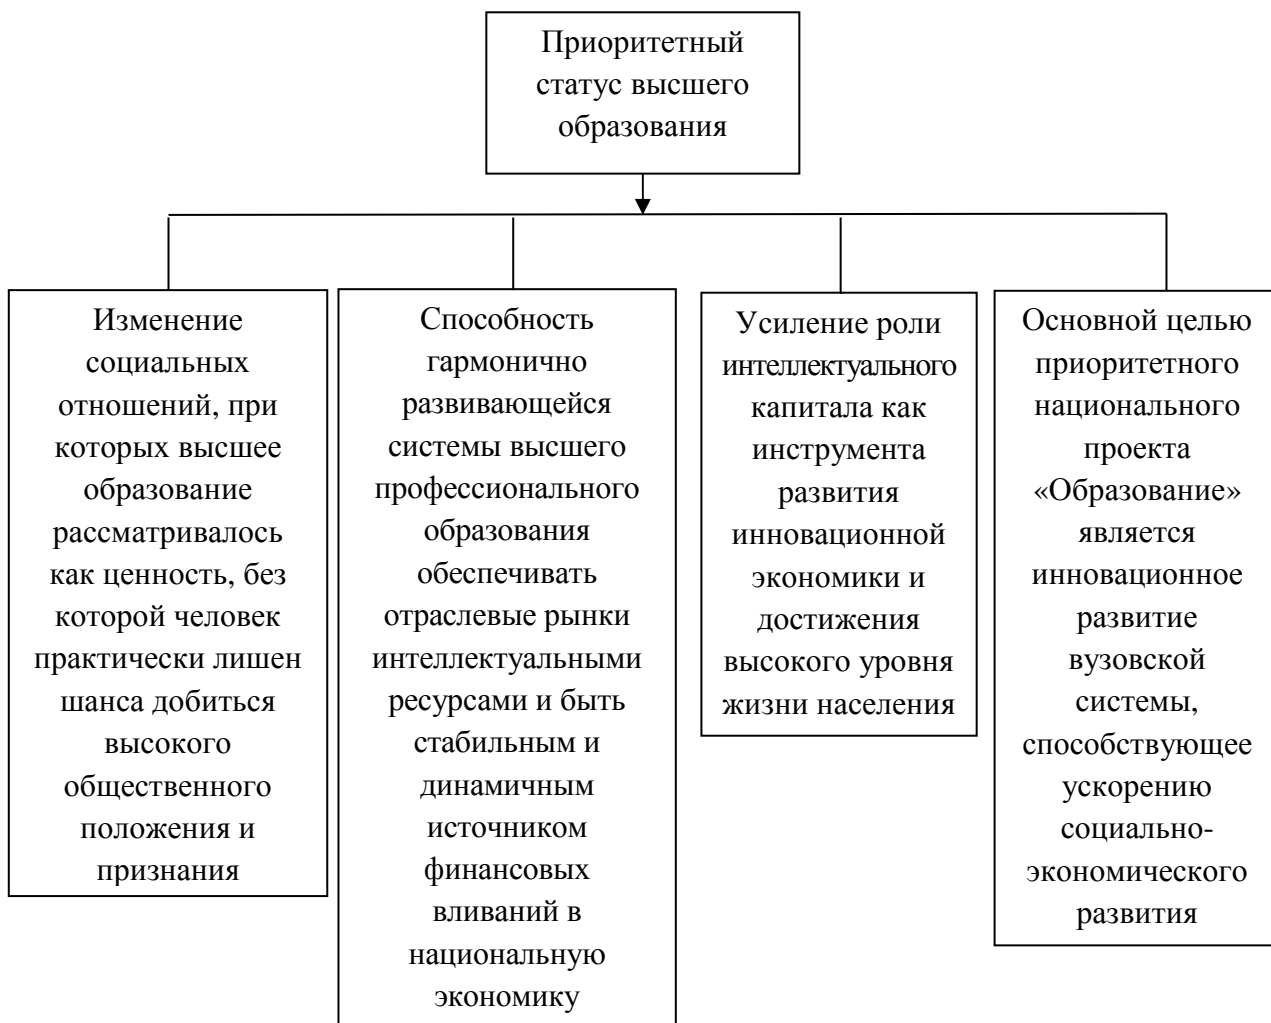 Приоритетный
статус высшего
образования
Изменение
социальных
отношений, при
которых высшее
образование
рассматривалось
как ценность, без
которой человек
практически лишен
шанса добиться
высокого
общественного
положения и
признания
Способность
гармонично
развивающейся
системы высшего
профессионального
образования
обеспечивать
отраслевые рынки
интеллектуальными
ресурсами и быть
стабильным и
динамичным
источником
финансовых
вливаний в
национальную
экономику
Усиление роли
интеллектуального
капитала как
инструмента
развития
инновационной
экономики и
достижения
высокого уровня
жизни населения
Основной целью
приоритетного
национального
проекта
«Образование»
является
инновационное
развитие
вузовской
системы,
способствующее
ускорению
социально-
экономического
развития